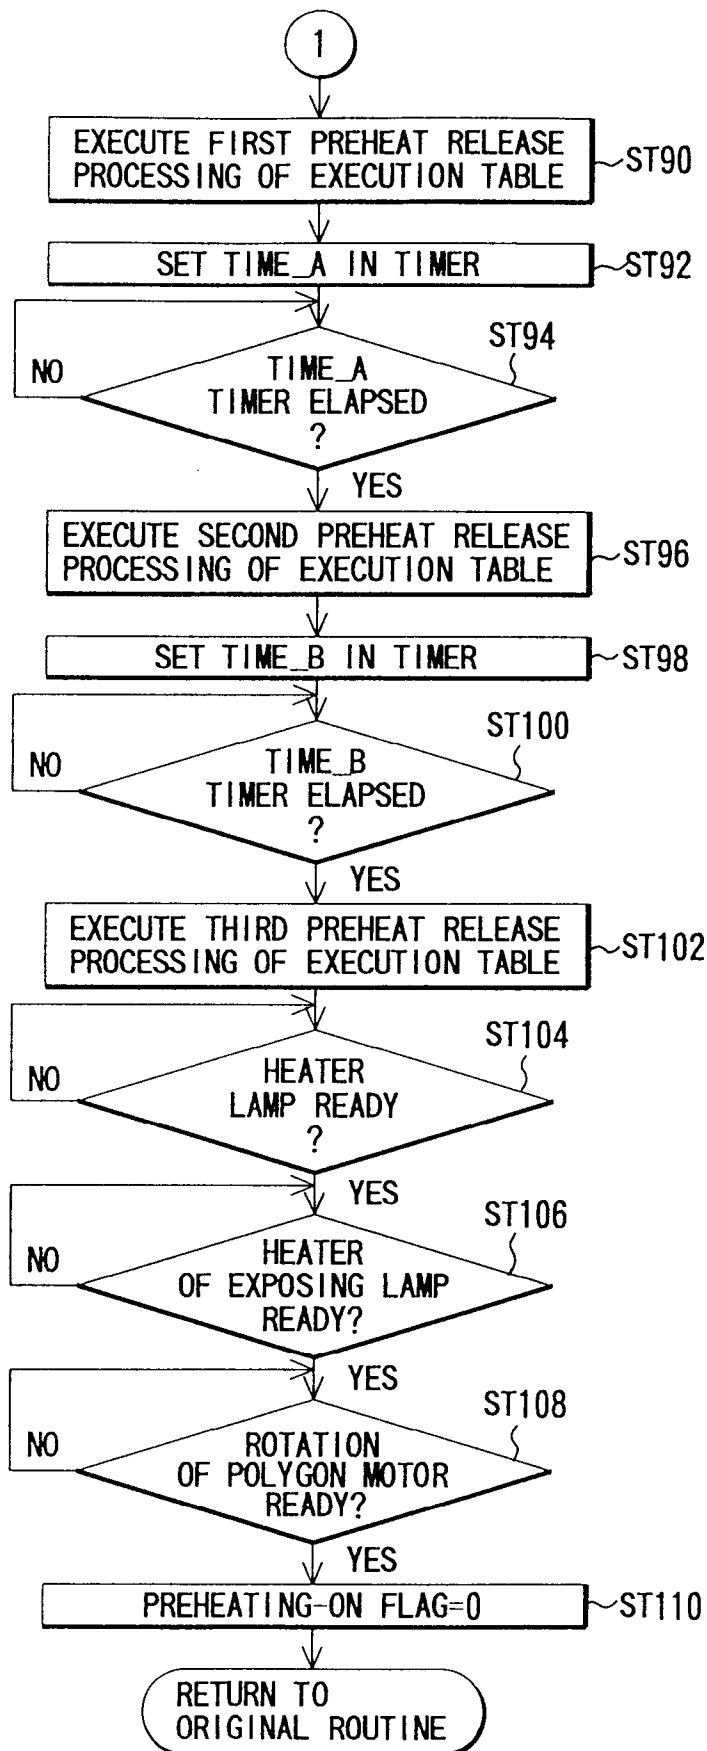 1
EXECUTE FIRST PREHEAT RELEASE
PROCESSING OF EXECUTION TABLE
ST90
SET TIME_A IN TIMER
ST92
ST94
NO
TIME_A
TIMER ELAPSED
?
YES
EXECUTE SECOND PREHEAT RELEASE
PROCESSING OF EXECUTION TABLE
ST96
SET TIME_B IN TIMER
ST98
ST100
NO
TIME_B
TIMER ELAPSED
?
YES
EXECUTE THIRD PREHEAT RELEASE
PROCESSING OF EXECUTION TABLE
ST102
ST104
NO
HEATER
LAMP READY
?
YES
ST106
NO
HEATER
OF EXPOSING LAMP
READY?
YES
ST108
NO
ROTATION
OF POLYGON MOTOR
READY?
YES
PREHEATING-ON FLAG=0
ST110
RETURN TO
ORIGINAL ROUTINE